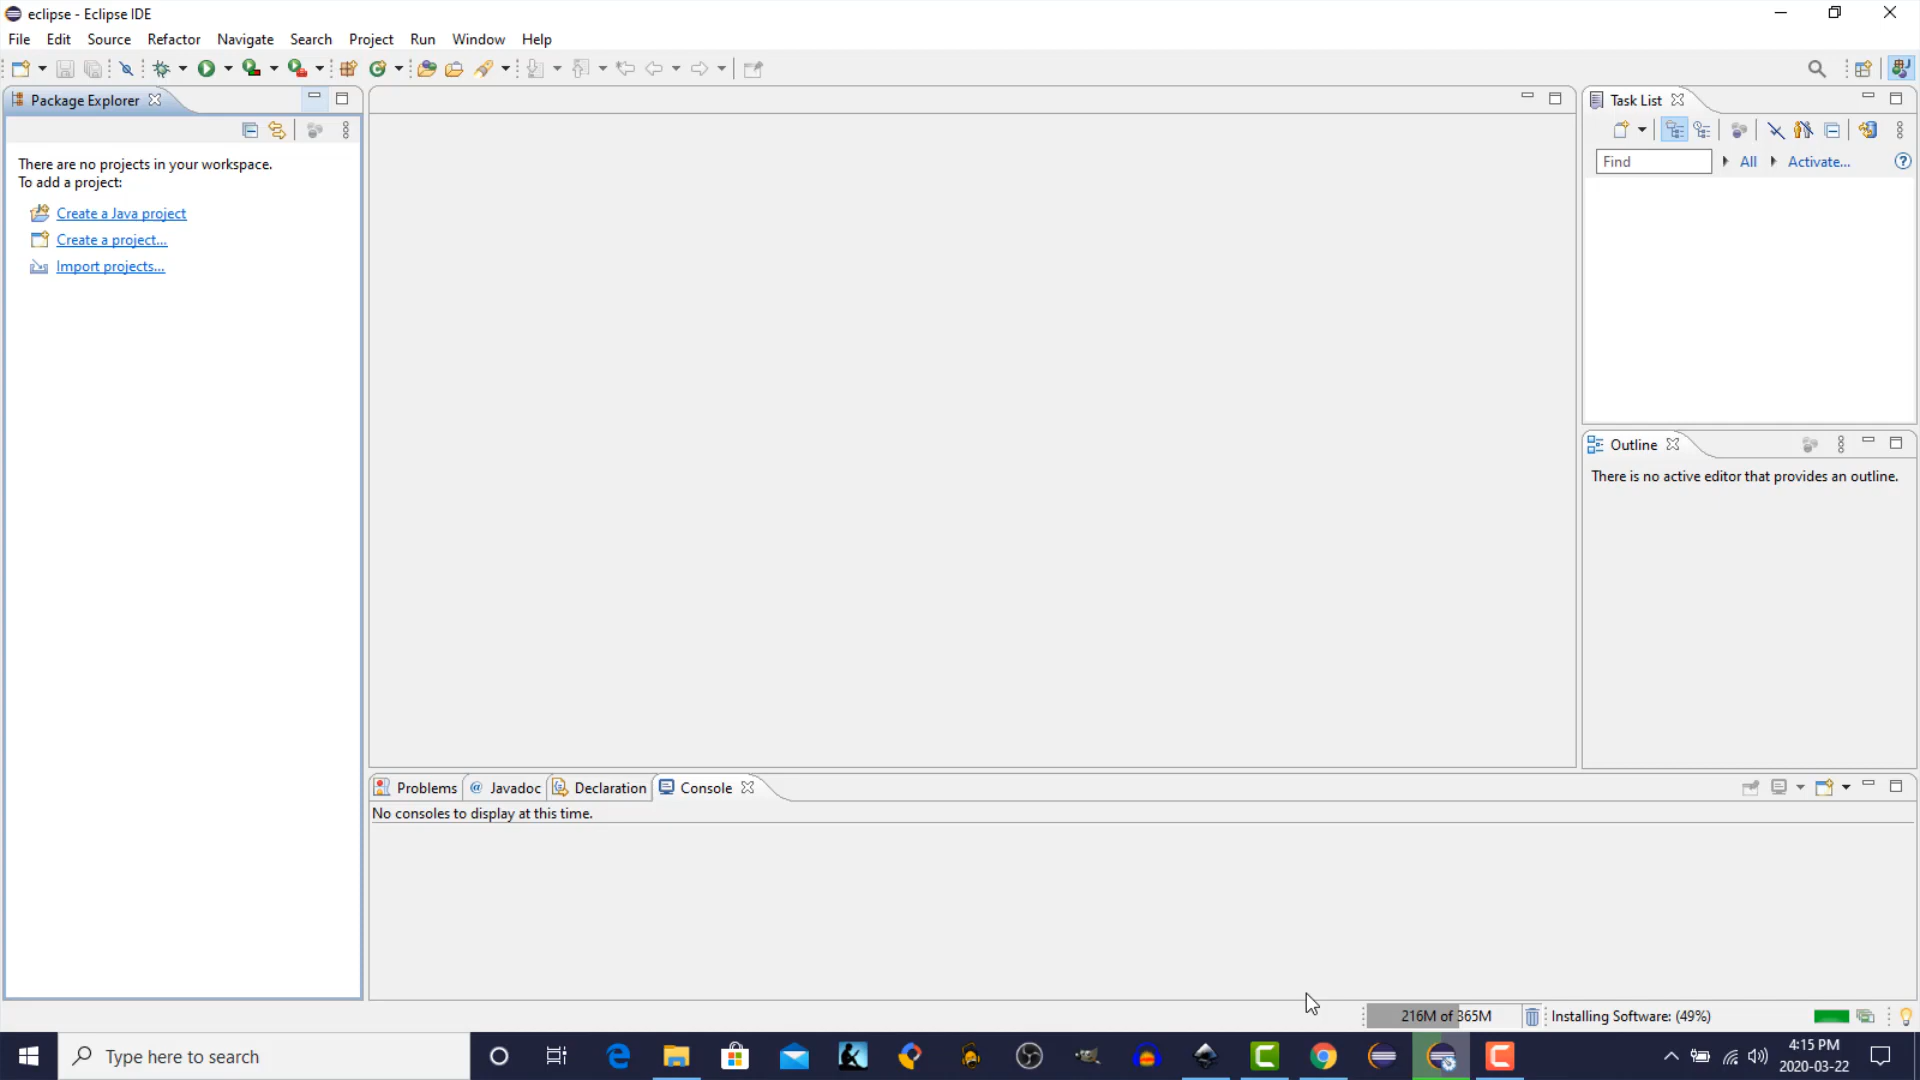 eclipse - Eclipse IDE
File Edit Source Refactor Navigate Search Project Run Window Help
Package Explorer
There are no projects in your workspace.
To add a project:
Create a Java project
Create a project...
Import projects...
Task List
Find
All
Activate...
Outline
There is no active editor that provides an outline.
Problems
Javadoc
Declaration
Console
No consoles to display at this time.
216M of 365M
Installing Software: (49%)
Type here to search
4:15 PM
2020-03-22